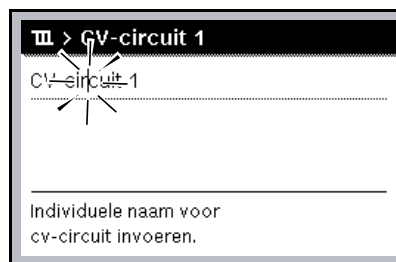 > CV-circuit 1
CV-circuit 1
Individuele naam voor
cv-circuit invoeren.